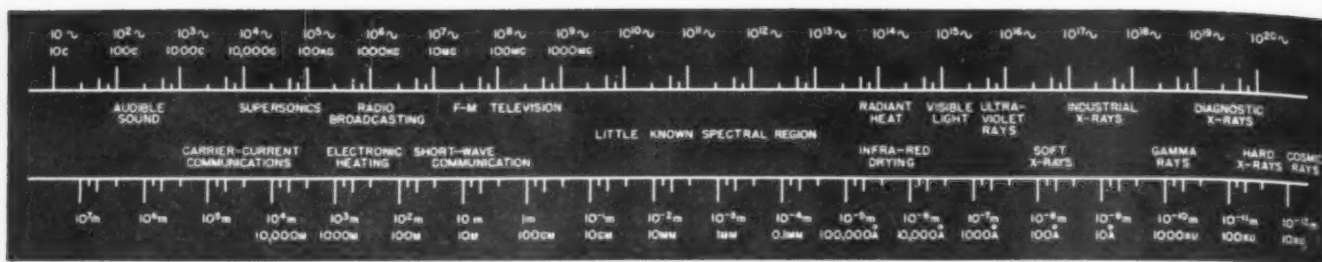 10∿ 10²∿ 10³∿ 10⁴∿ 10⁵∿ 10⁶∿ 10⁷∿ 10⁸∿ 10⁹∿ 10¹⁰∿ 10¹¹∿ 10¹²∿ 10¹³∿ 10¹⁴∿ 10¹⁵∿ 10¹⁶∿ 10¹⁷∿ 10¹⁸∿ 10¹⁹∿ 10²⁰∿
10C 100C 1000C 10,000C 100KC 1000KC 10MC 100MC 1000MC
AUDIBLE SUPERSONICS RADIO F-M TELEVISION RADIANT VISIBLE ULTRA- INDUSTRIAL DIAGNOSTIC
SOUND BROADCASTING HEAT LIGHT VIOLET X-RAYS X-RAYS
RAYS
LITTLE KNOWN SPECTRAL REGION
CARRIER-CURRENT ELECTRONIC SHORT-WAVE INFRA-RED SOFT GAMMA HARD COSMIC
COMMUNICATIONS HEATING COMMUNICATION DRYING X-RAYS RAYS X-RAYS RAYS
10⁷m 10⁶m 10⁵m 10⁴m 10³m 10²m 10m 1m 10⁻¹m 10⁻²m 10⁻³m 10⁻⁴m 10⁻⁵m 10⁻⁶m 10⁻⁷m 10⁻⁸m 10⁻⁹m 10⁻¹⁰m 10⁻¹¹m 10⁻¹²m
10,000M 1000M 100M 10M 100CM 10CM 10MM 1MM 0.1MM 100,000Å 10,000Å 1000Å 100Å 10Å 1000XU 100XU 10XU